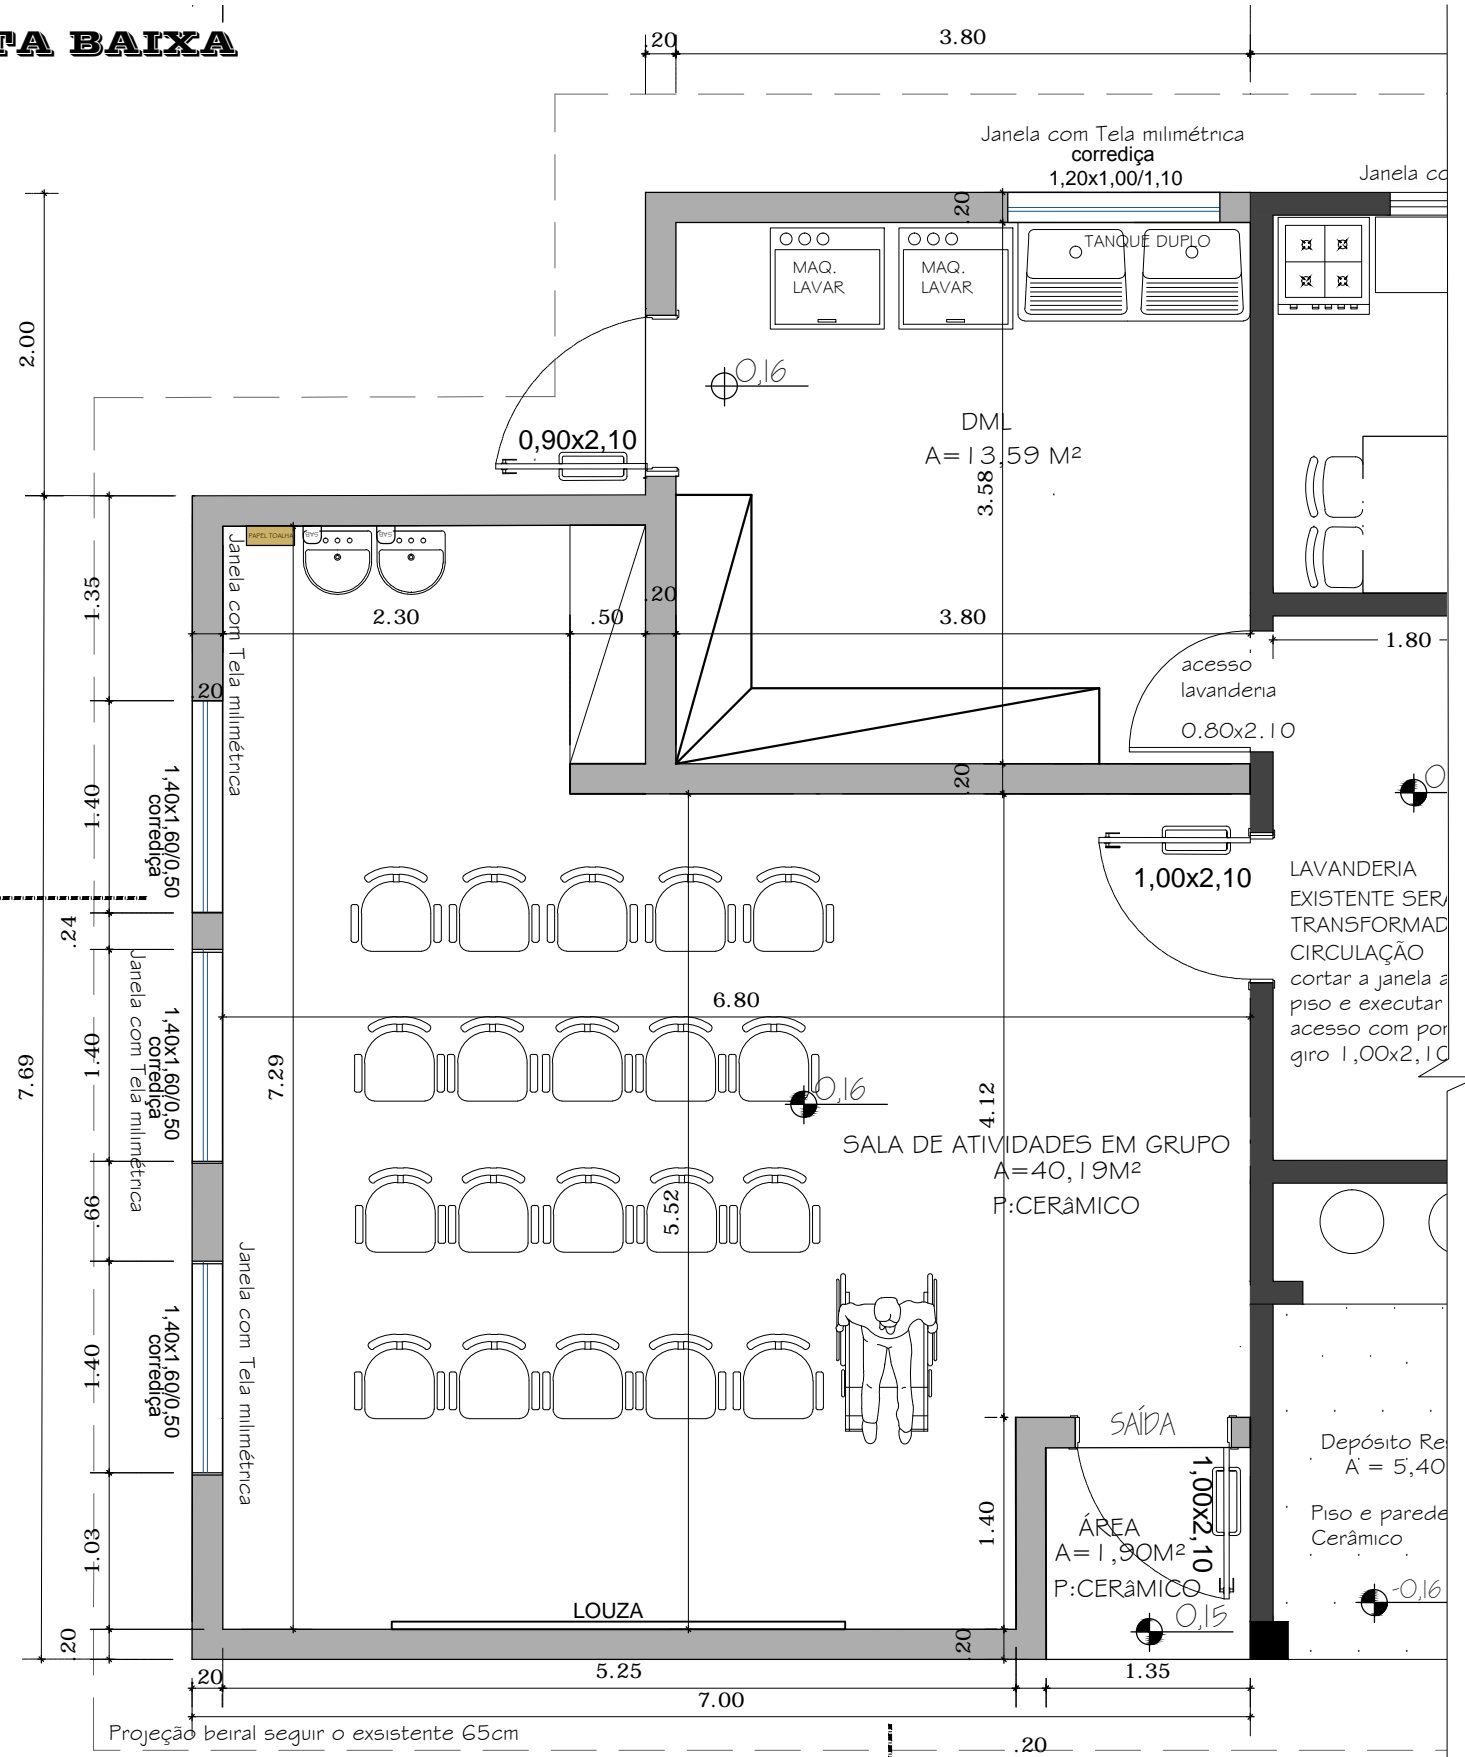 TA BAIXA
.20
3.80
Janela com Tela milimétrica
corrediça
1,20x1,00/1,10
Janela co
.20
TANQUE DUPLO
MAQ.
LAVAR
MAQ.
LAVAR
2.00
0,16
0,90x2,10
DML
A=13,59 M²
3.58
PAPEL TOALHA
SAB
SAB
Janela com Tela milimétrica
1.35
2.30
.50
.20
3.80
1.80
.20
acesso
lavanderia
0.80x2.10
.20
1.40
1,40x1,60/0,50
corrediça
0
1,00x2,10
LAVANDERIA
EXISTENTE SERA
TRANSFORMAD
CIRCULAÇÃO
cortar a janela a
piso e executar
acesso com por
giro 1,00x2,10
.24
Janela com Tela milimétrica
6.80
7.69
1.40
1,40x1,60/0,50
corrediça
7.29
0,16
4.12
SALA DE ATIVIDADES EM GRUPO
A=40,19M²
P:CERâMICO
.66
5.52
Janela com Tela milimétrica
1.40
1,40x1,60/0,50
corrediça
SAÍDA
Depósito Re
A = 5,40
Piso e parede
Cerâmico
1.03
1.40
1,00x2,10
ÁREA
A=1,90M²
P:CERâMICO
-0,16
LOUZA
0,15
.20
.20
.20
5.25
1.35
7.00
Projeção beiral seguir o exsistente 65cm
.20